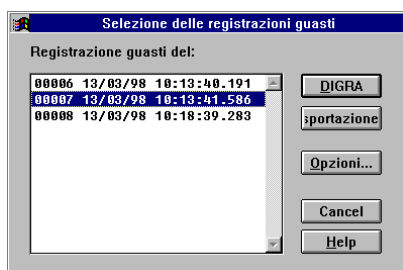 Selezione delle registrazioni guasti
Registrazione guasti del:
00006 13/03/98 10:13:40.191
00007 13/03/98 10:13:41.586
00008 13/03/98 10:18:39.283
DIGRA
sportazione
Opzioni...
Cancel
Help